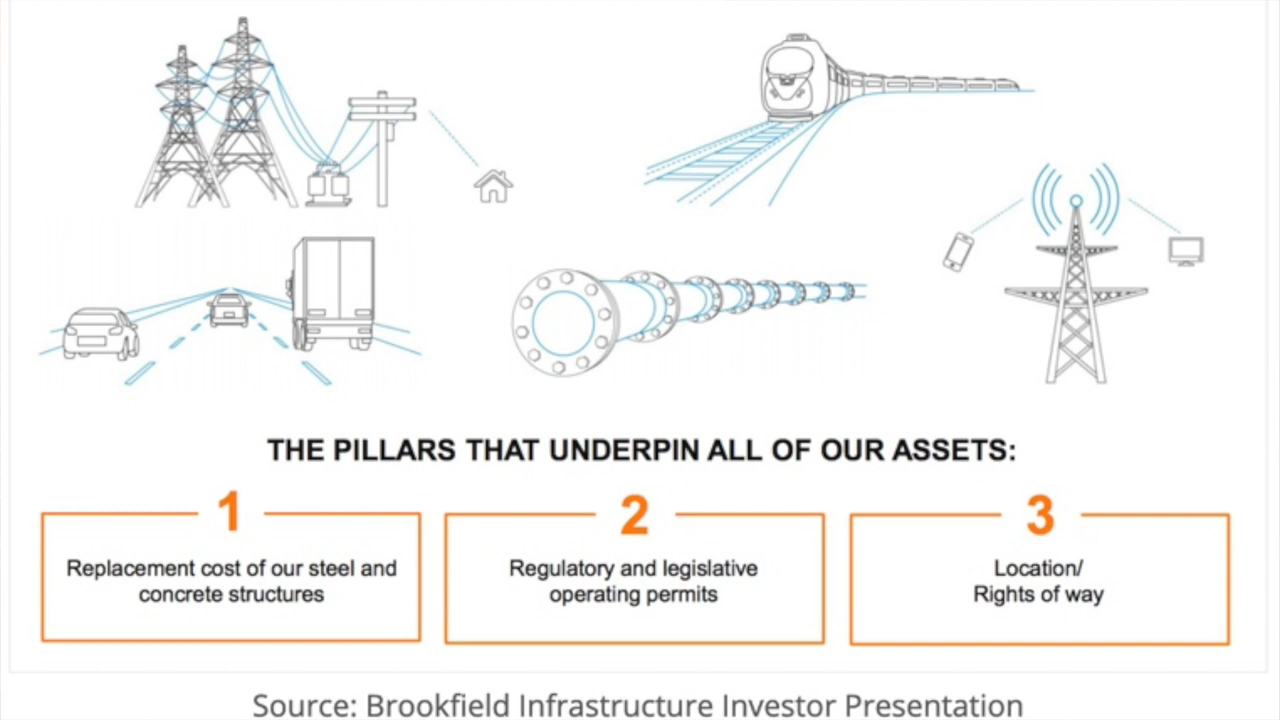 THE PILLARS THAT UNDERPIN ALL OF OUR ASSETS:
1
Replacement cost of our steel and
concrete structures
2
Regulatory and legislative
operating permits
3
Location/
Rights of way
Source: Brookfield Infrastructure Investor Presentation